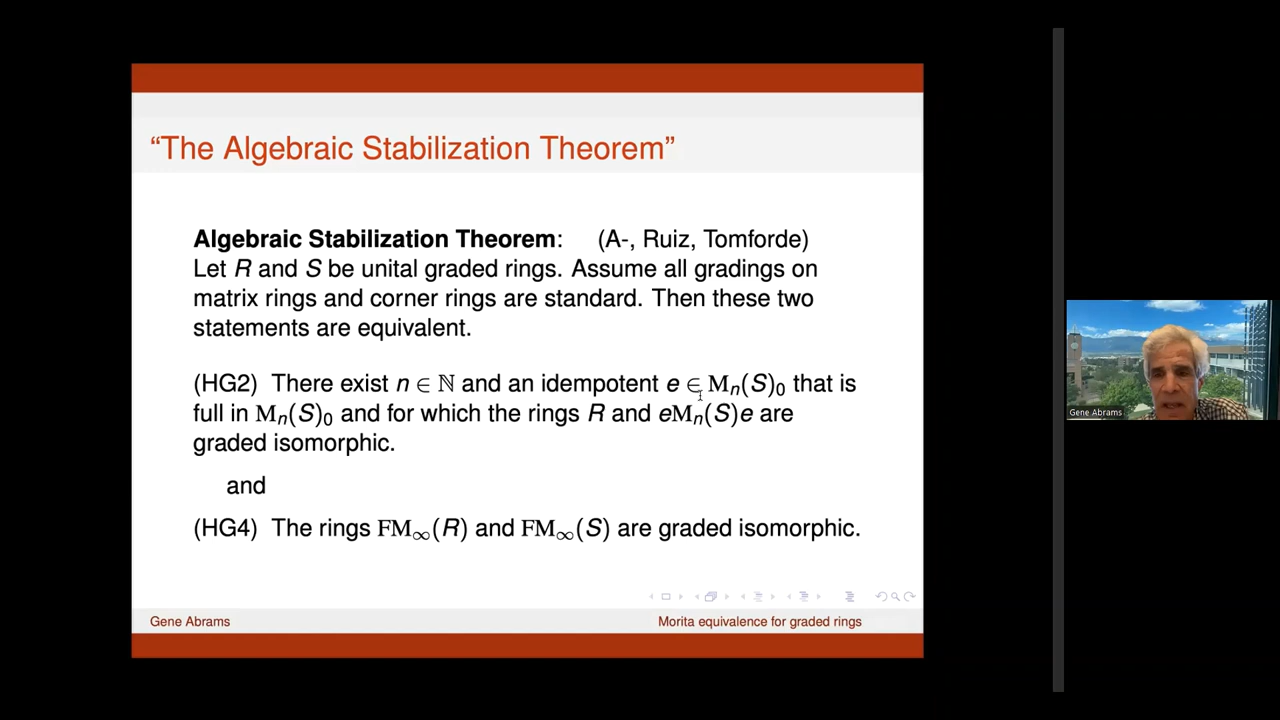 “The Algebraic Stabilization Theorem”
Algebraic Stabilization Theorem: (A-, Ruiz, Tomforde)
Let R and S be unital graded rings. Assume all gradings on
matrix rings and corner rings are standard. Then these two
statements are equivalent.
(HG2) There exist n ∈ ℕ and an idempotent e ∈ Mₙ(S)₀ that is
full in Mₙ(S)₀ and for which the rings R and eMₙ(S)e are
graded isomorphic.
and
(HG4) The rings FM∞(R) and FM∞(S) are graded isomorphic.
Gene Abrams
Morita equivalence for graded rings
Gene Abrams